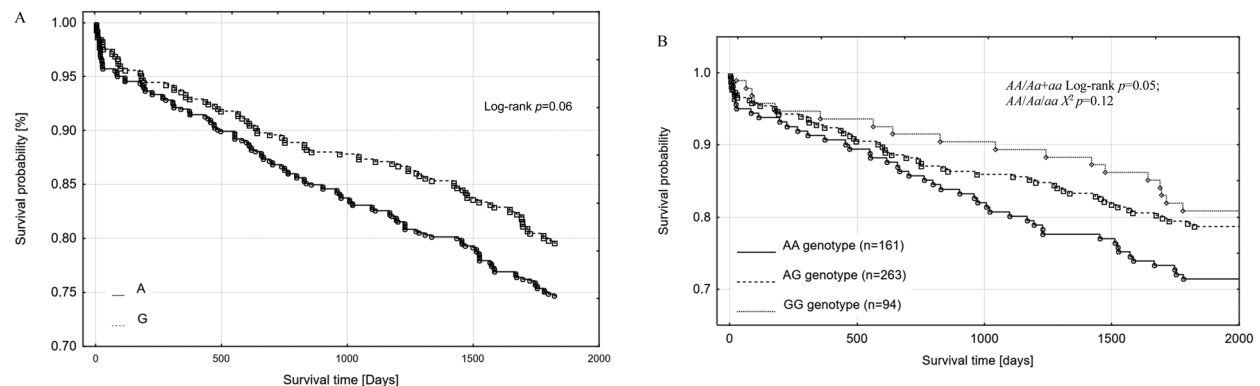 A
1.00
0.95
0.90
0.85
0.80
0.75
0.70
Survival probability [%]
Log-rank p=0.06
A
G
0
500
1000
1500
2000
Survival time [Days]
B
1.0
0.9
0.8
0.7
Survival probability
AA/Aa+aa Log-rank p=0.05;
AA/Aa/aa X² p=0.12
AA genotype (n=161)
AG genotype (n=263)
GG genotype (n=94)
0
500
1000
1500
2000
Survival time [days]